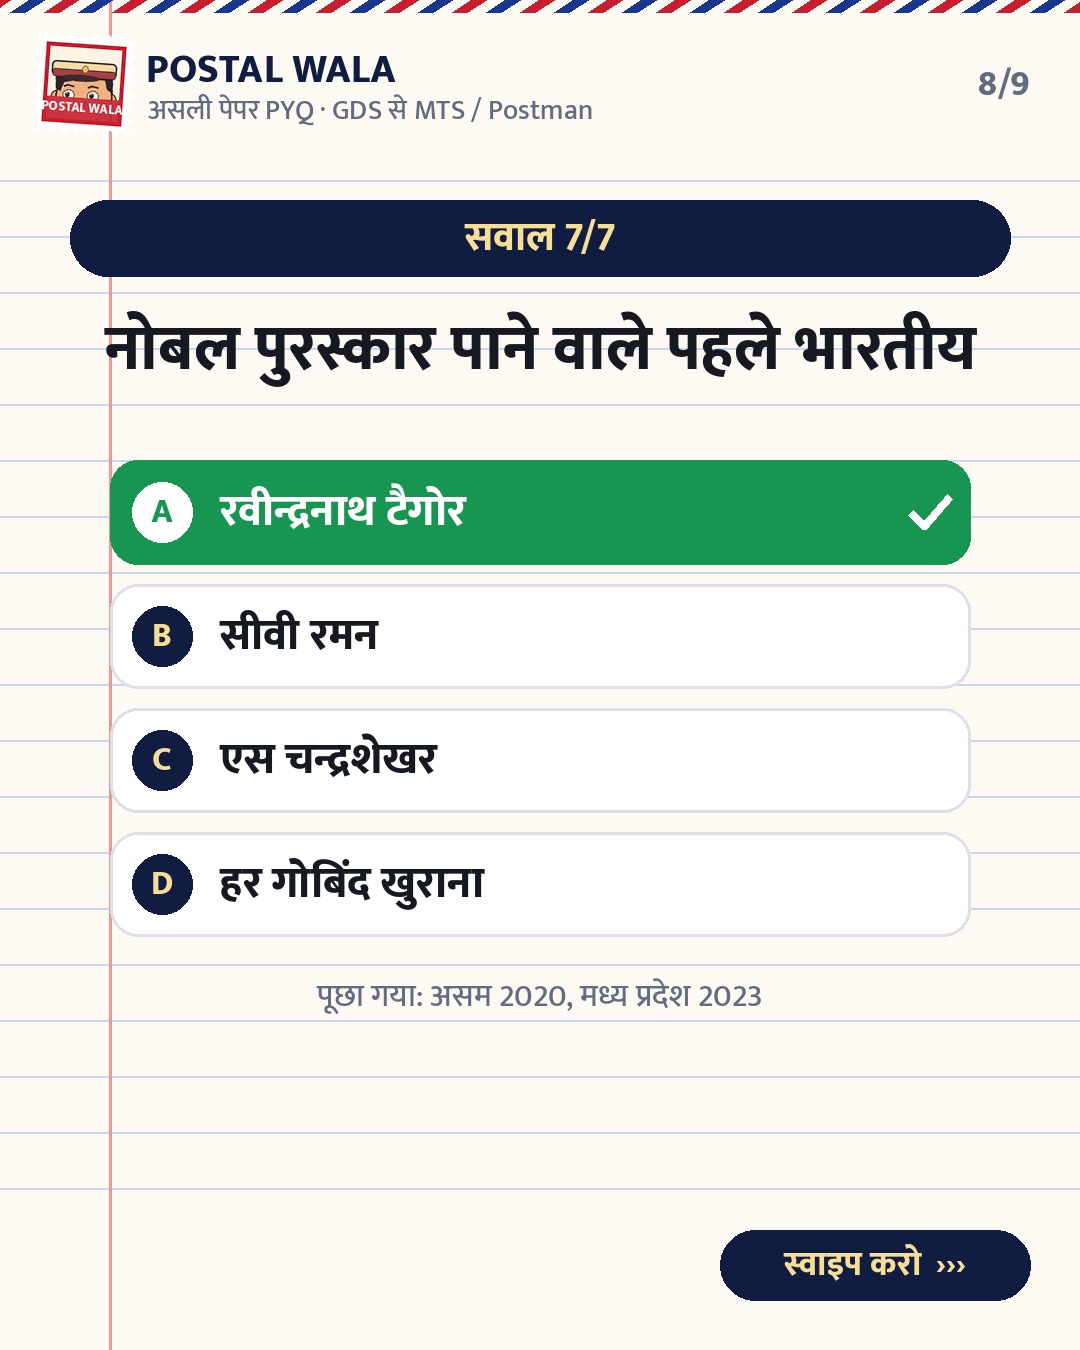 POSTAL WALA
POSTAL WALA
असली पेपर PYQ · GDS से MTS / Postman
8/9
सवाल 7/7
नोबल पुरस्कार पाने वाले पहले भारतीय
A रवीन्द्रनाथ टैगोर
B सीवी रमन
C एस चन्द्रशेखर
D हर गोबिंद खुराना
पूछा गया: असम 2020, मध्य प्रदेश 2023
स्वाइप करो ›››